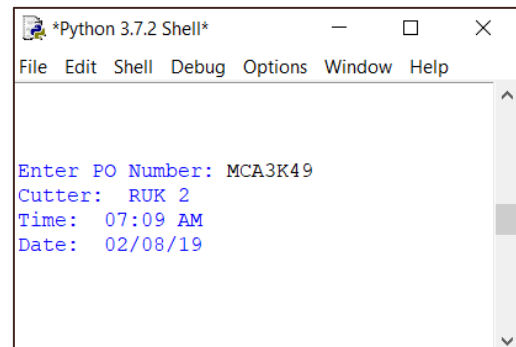 *Python 3.7.2 Shell*
File Edit Shell Debug Options Window Help
Enter PO Number: MCA3K49
Cutter:  RUK 2
Time:  07:09 AM
Date:  02/08/19